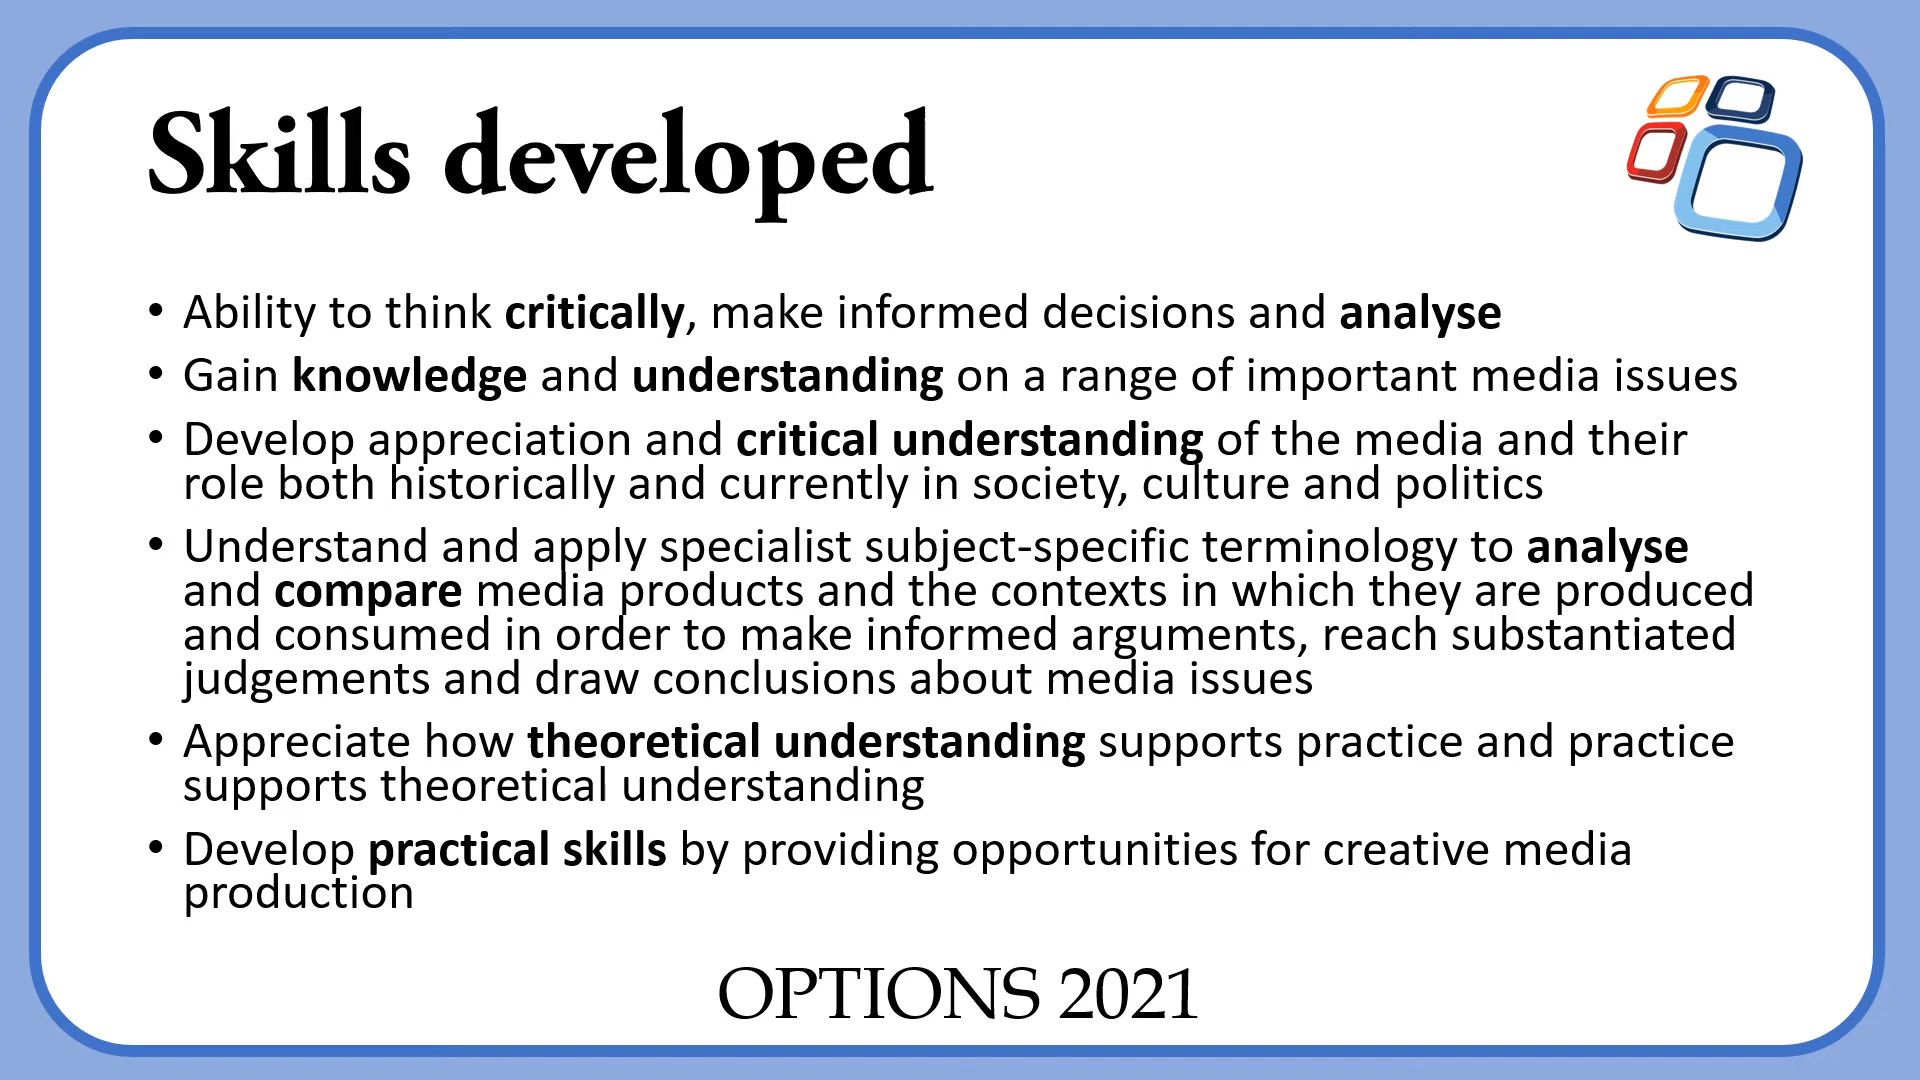 Skills developed
• Ability to think critically, make informed decisions and analyse
• Gain knowledge and understanding on a range of important media issues
• Develop appreciation and critical understanding of the media and their
role both historically and currently in society, culture and politics
• Understand and apply specialist subject-specific terminology to analyse
and compare media products and the contexts in which they are produced
and consumed in order to make informed arguments, reach substantiated
judgements and draw conclusions about media issues
• Appreciate how theoretical understanding supports practice and practice
supports theoretical understanding
• Develop practical skills by providing opportunities for creative media
production
OPTIONS 2021